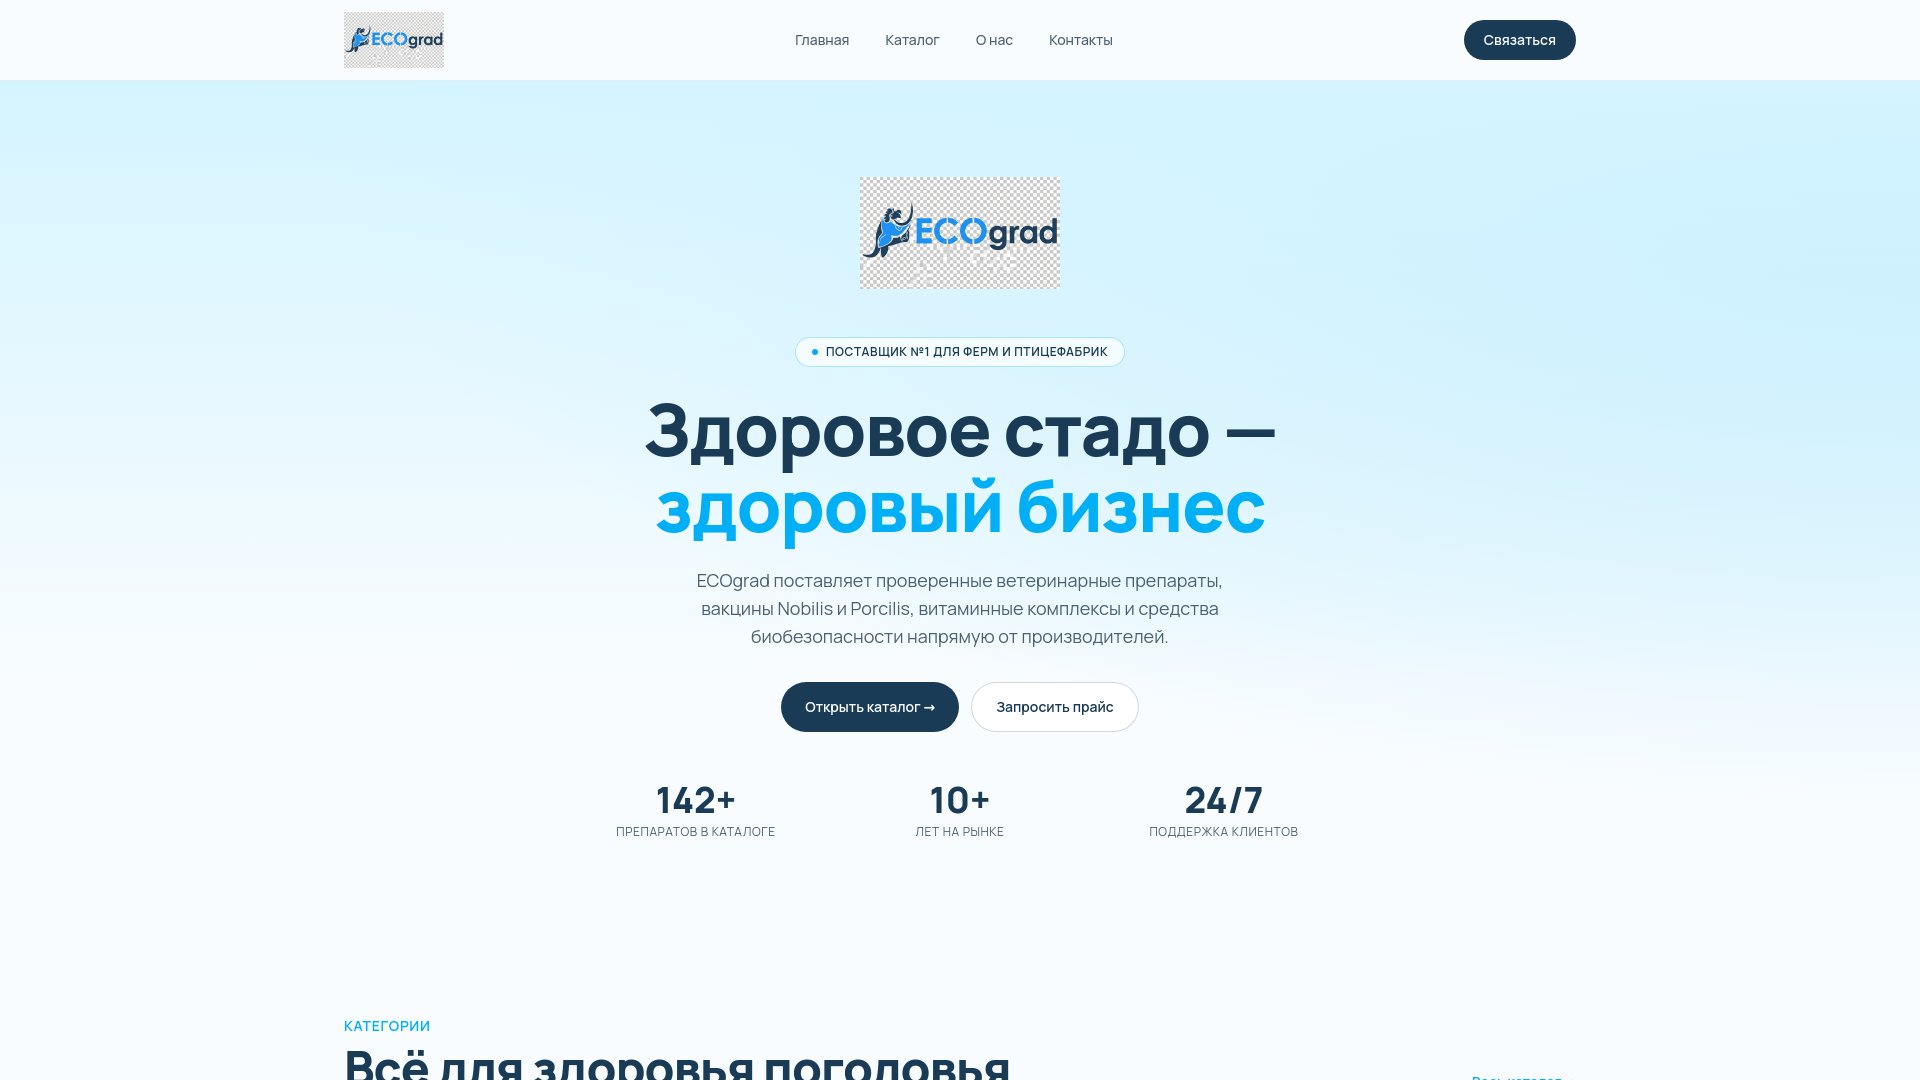 ECOgrad
Главная
Каталог
О нас
Контакты
Связаться
ECOgrad
ПОСТАВЩИК №1 ДЛЯ ФЕРМ И ПТИЦЕФАБРИК
Здоровое стадо —
здоровый бизнес
ECOgrad поставляет проверенные ветеринарные препараты,
вакцины Nobilis и Porcilis, витаминные комплексы и средства
биобезопасности напрямую от производителей.
Открыть каталог →
Запросить прайс
142+
ПРЕПАРАТОВ В КАТАЛОГЕ
10+
ЛЕТ НА РЫНКЕ
24/7
ПОДДЕРЖКА КЛИЕНТОВ
КАТЕГОРИИ
Всё для здоровья поголовья